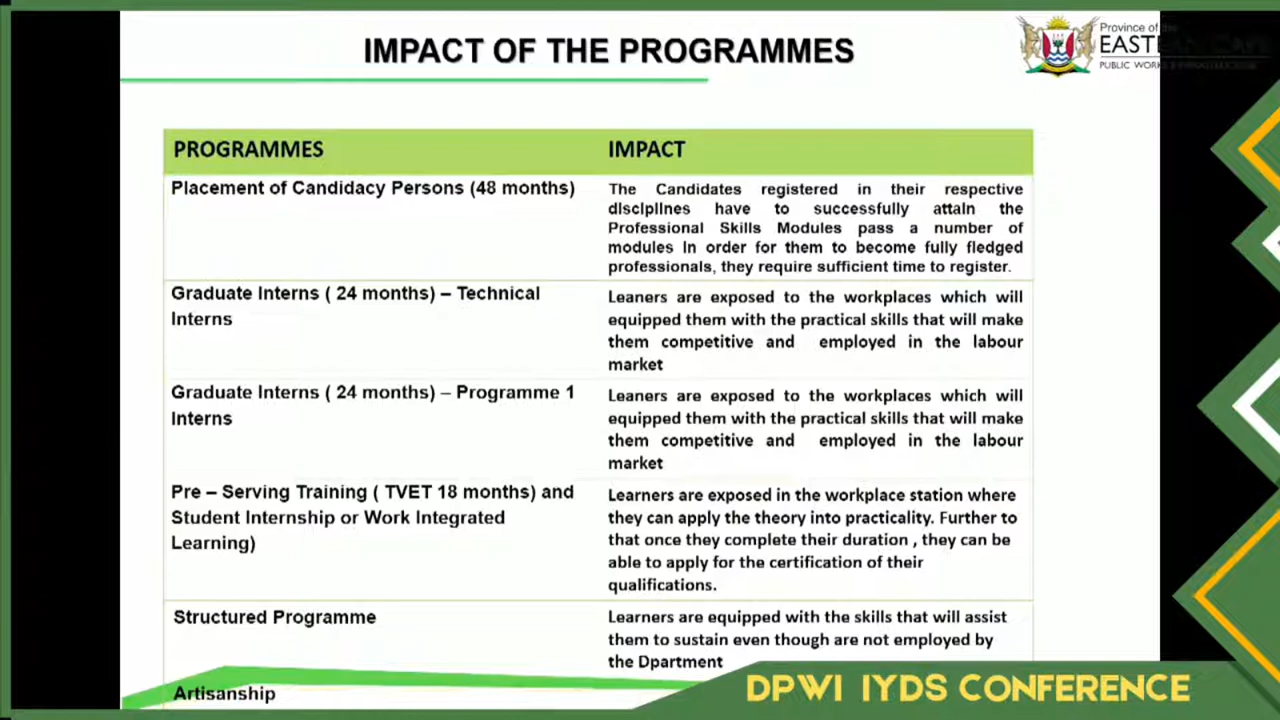 IMPACT OF THE PROGRAMMES
Province of the
EASTERN CAPE
PUBLIC WORKS & INFRASTRUCTURE
PROGRAMMES
IMPACT
Placement of Candidacy Persons (48 months)
The Candidates registered in their respective
disciplines have to successfully attain the
Professional Skills Modules pass a number of
modules In order for them to become fully fledged
professionals, they require sufficient time to register.
Graduate Interns ( 24 months) – Technical
Interns
Leaners are exposed to the workplaces which will
equipped them with the practical skills that will make
them competitive and employed in the labour
market
Graduate Interns ( 24 months) – Programme 1
Interns
Leaners are exposed to the workplaces which will
equipped them with the practical skills that will make
them competitive and employed in the labour
market
Pre – Serving Training ( TVET 18 months) and
Student Internship or Work Integrated
Learning)
Learners are exposed in the workplace station where
they can apply the theory into practicality. Further to
that once they complete their duration , they can be
able to apply for the certification of their
qualifications.
Structured Programme
Learners are equipped with the skills that will assist
them to sustain even though are not employed by
the Dpartment
Artisanship
DPWI IYDS CONFERENCE